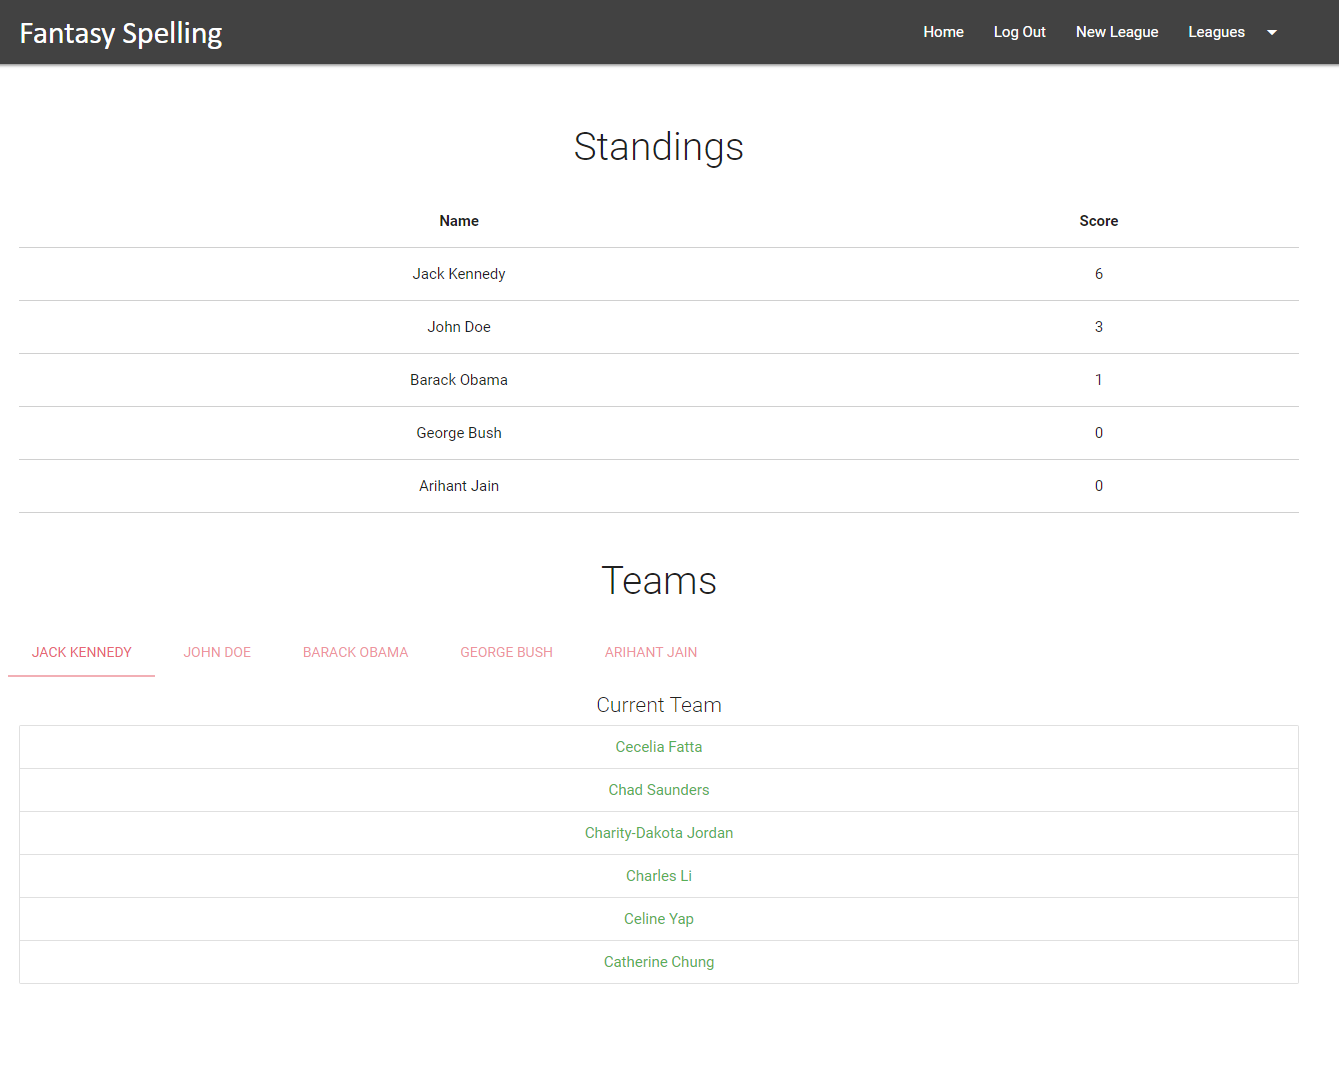 Fantasy Spelling
Home Log Out New League Leagues
Standings
Name Score
Jack Kennedy 6
John Doe 3
Barack Obama 1
George Bush 0
Arihant Jain 0
Teams
JACK KENNEDY JOHN DOE BARACK OBAMA GEORGE BUSH ARIHANT JAIN
Current Team
Cecelia Fatta
Chad Saunders
Charity-Dakota Jordan
Charles Li
Celine Yap
Catherine Chung